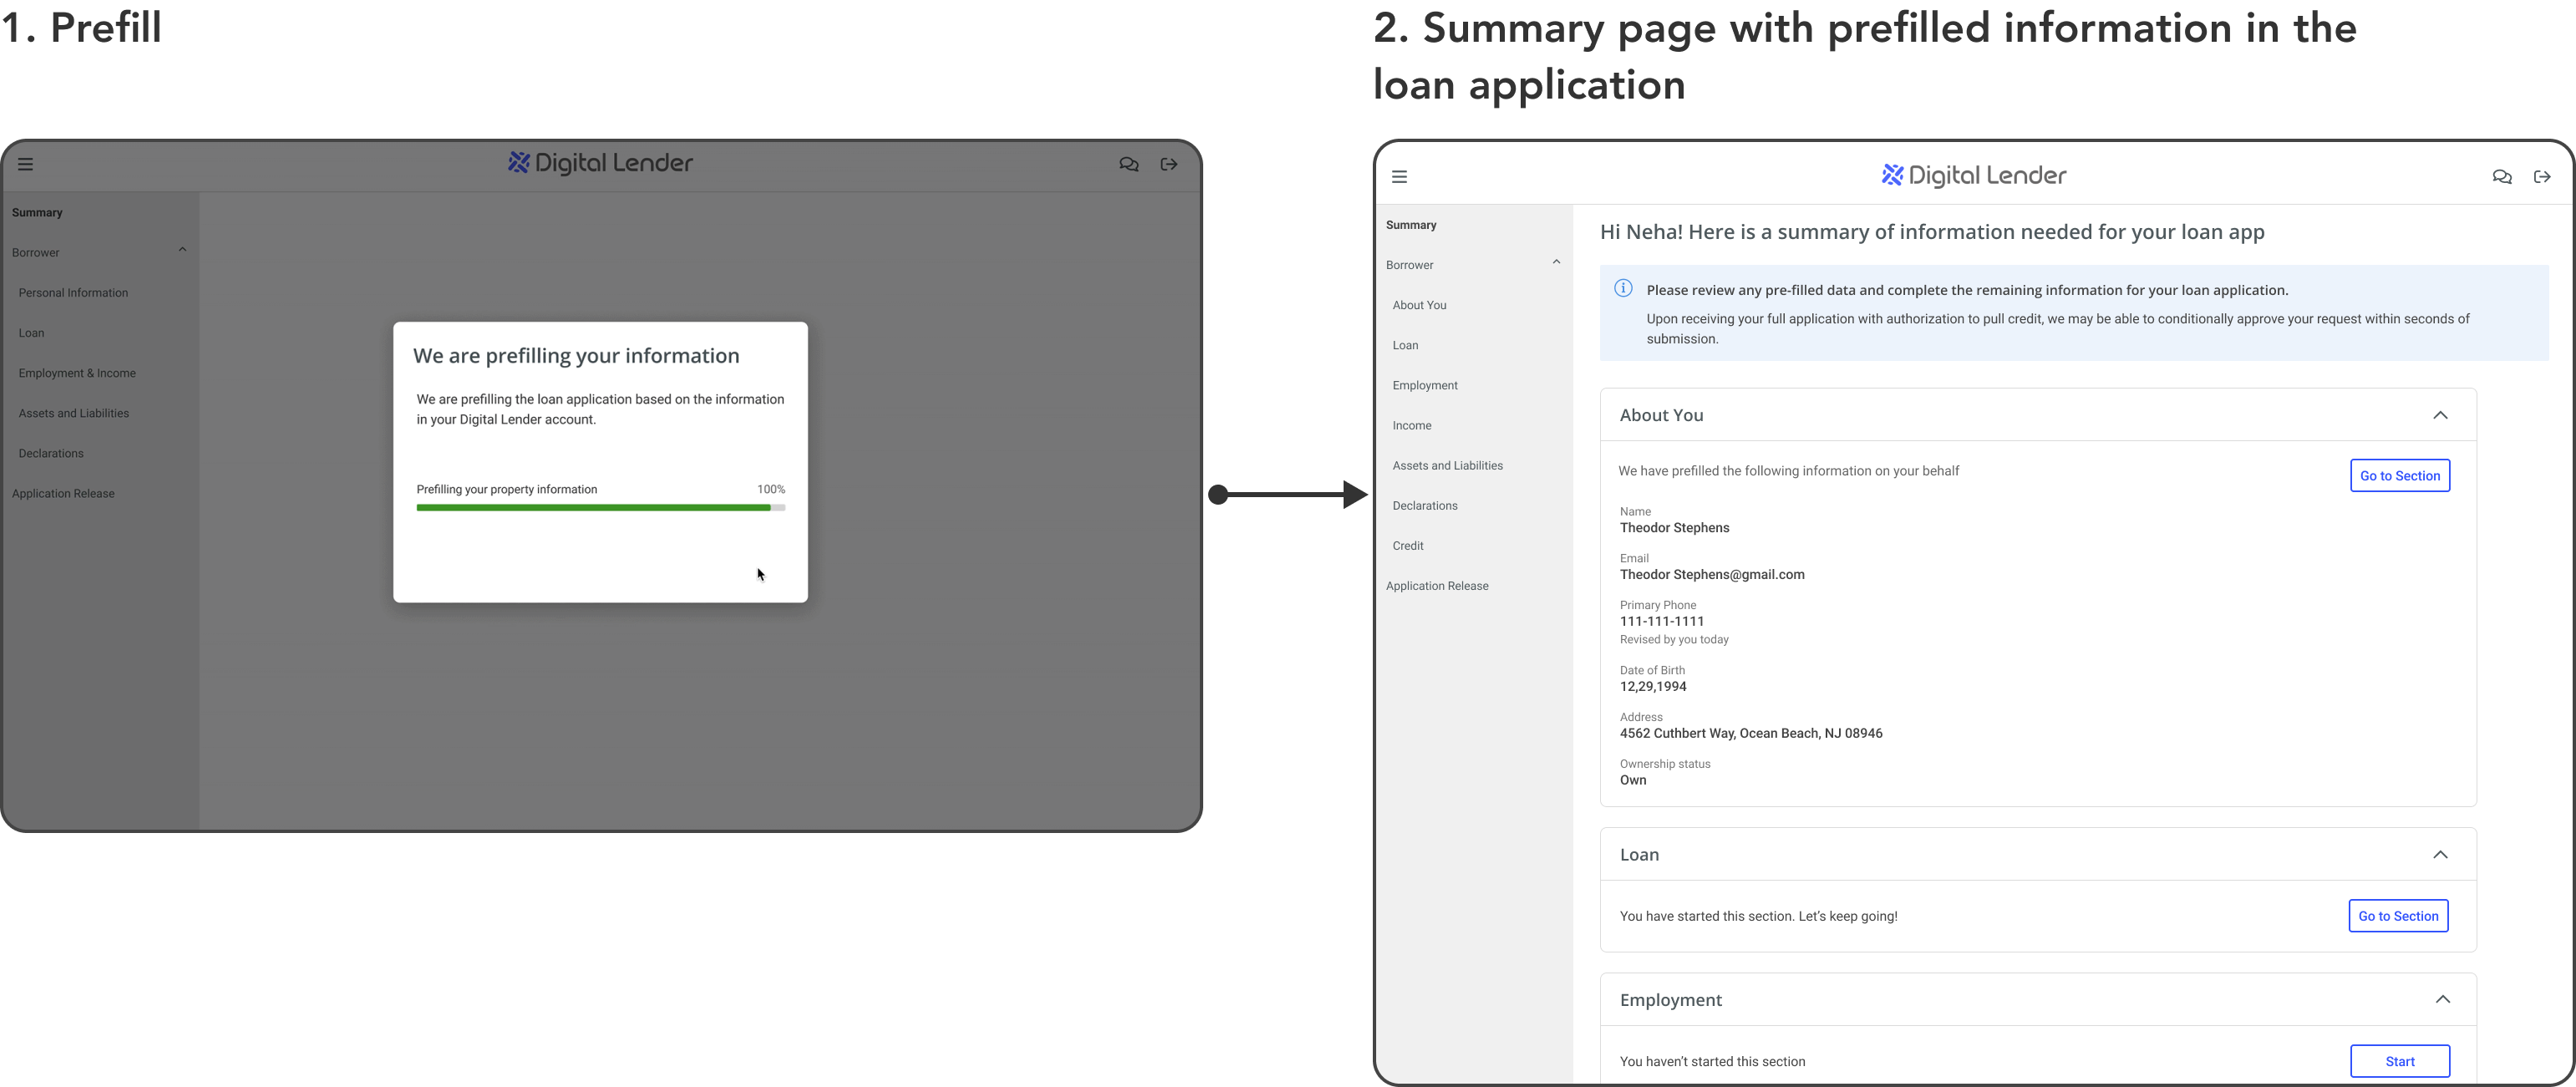 1. Prefill
2. Summary page with prefilled information in the
loan application
Digital Lender
Summary
Borrower
Personal Information
Loan
Employment & Income
Assets and Liabilities
Declarations
Application Release
We are prefilling your information
We are prefilling the loan application based on the information
in your Digital Lender account.
Prefilling your property information 100%
Digital Lender
Summary
Borrower
About You
Loan
Employment
Income
Assets and Liabilities
Declarations
Credit
Application Release
Hi Neha! Here is a summary of information needed for your loan app
Please review any pre-filled data and complete the remaining information for your loan application.
Upon receiving your full application with authorization to pull credit, we may be able to conditionally approve your request within seconds of
submission.
About You
We have prefilled the following information on your behalf
Go to Section
Name
Theodor Stephens
Email
Theodor Stephens@gmail.com
Primary Phone
111-111-1111
Revised by you today
Date of Birth
12,29,1994
Address
4562 Cuthbert Way, Ocean Beach, NJ 08946
Ownership status
Own
Loan
You have started this section. Let’s keep going!
Go to Section
Employment
You haven’t started this section
Start